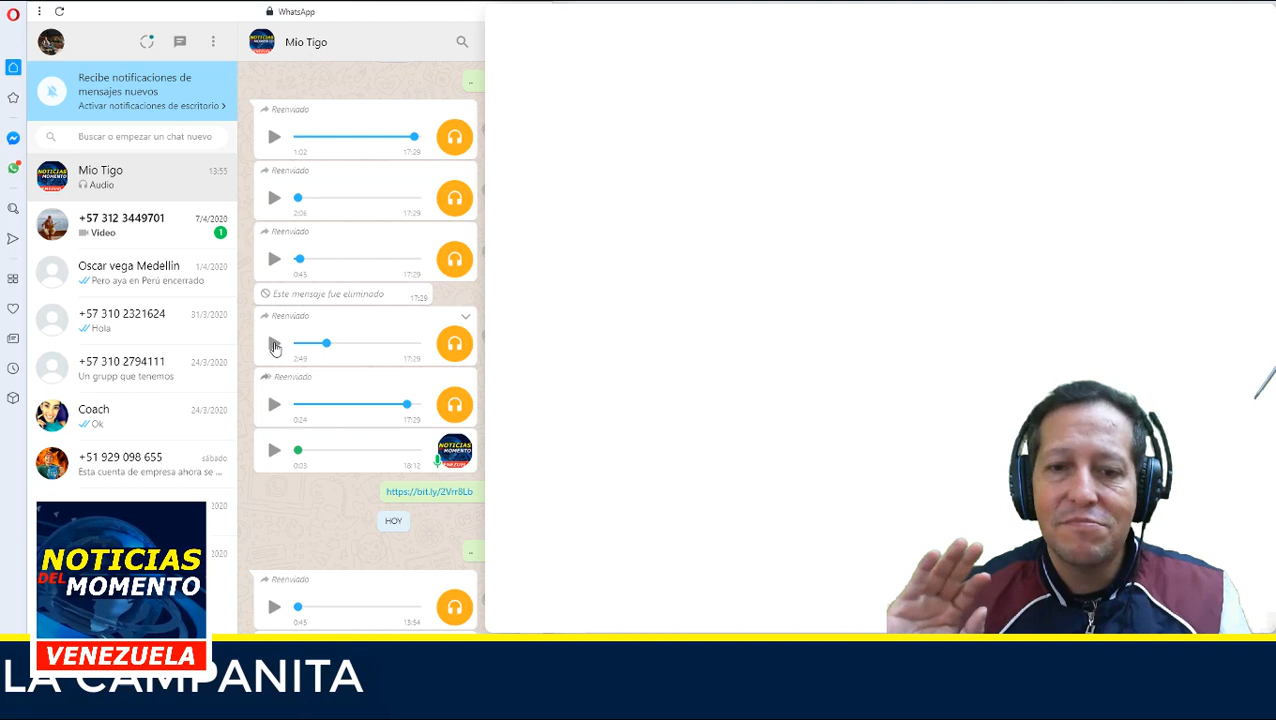 WhatsApp
Mio Tigo
Recibe notificaciones de
mensajes nuevos
Activar notificaciones de escritorio >
Buscar o empezar un chat nuevo
Mio Tigo 13:55
Audio
+57 312 3449701 7/4/2020
Video 1
Oscar vega Medellin 1/4/2020
Pero aya en Perú encerrado
+57 310 2321624 31/3/2020
Hola
+57 310 2794111 24/3/2020
Un grupp que tenemos
Coach 24/3/2020
Ok
+51 929 098 655 sábado
Esta cuenta de empresa ahora se ...
2020
2020
NOTICIAS
DEL MOMENTO
VENEZUELA
..
Reenviado
1:02 17:29
Reenviado
2:06 17:29
Reenviado
0:45 17:29
Este mensaje fue eliminado 17:29
Reenviado
2:49 17:29
Reenviado
0:24 17:29
0:03 18:12
https://bit.ly/2Vrr8Lb
HOY
..
Reenviado
0:45 13:54
LA CAMPANITA